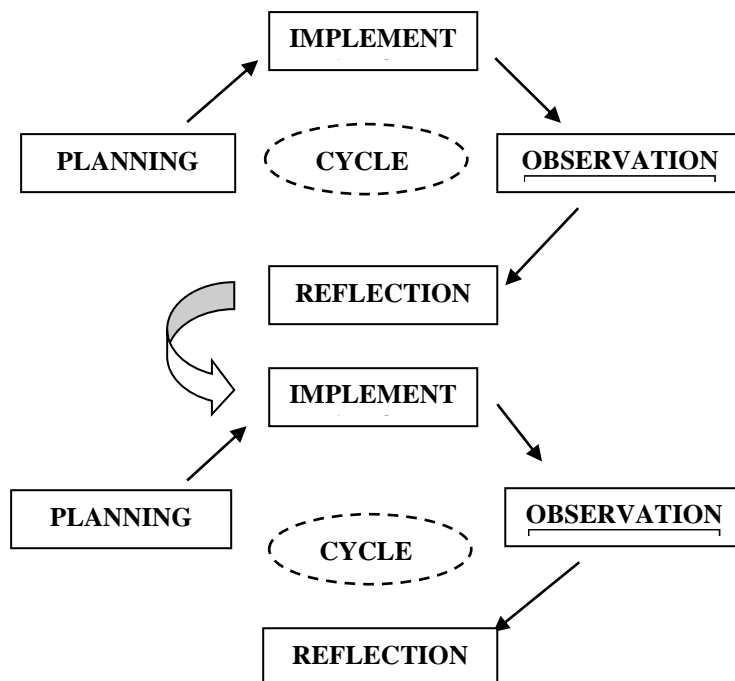 IMPLEMENT
PLANNING
CYCLE
OBSERVATION
REFLECTION
IMPLEMENT
PLANNING
OBSERVATION
CYCLE
REFLECTION